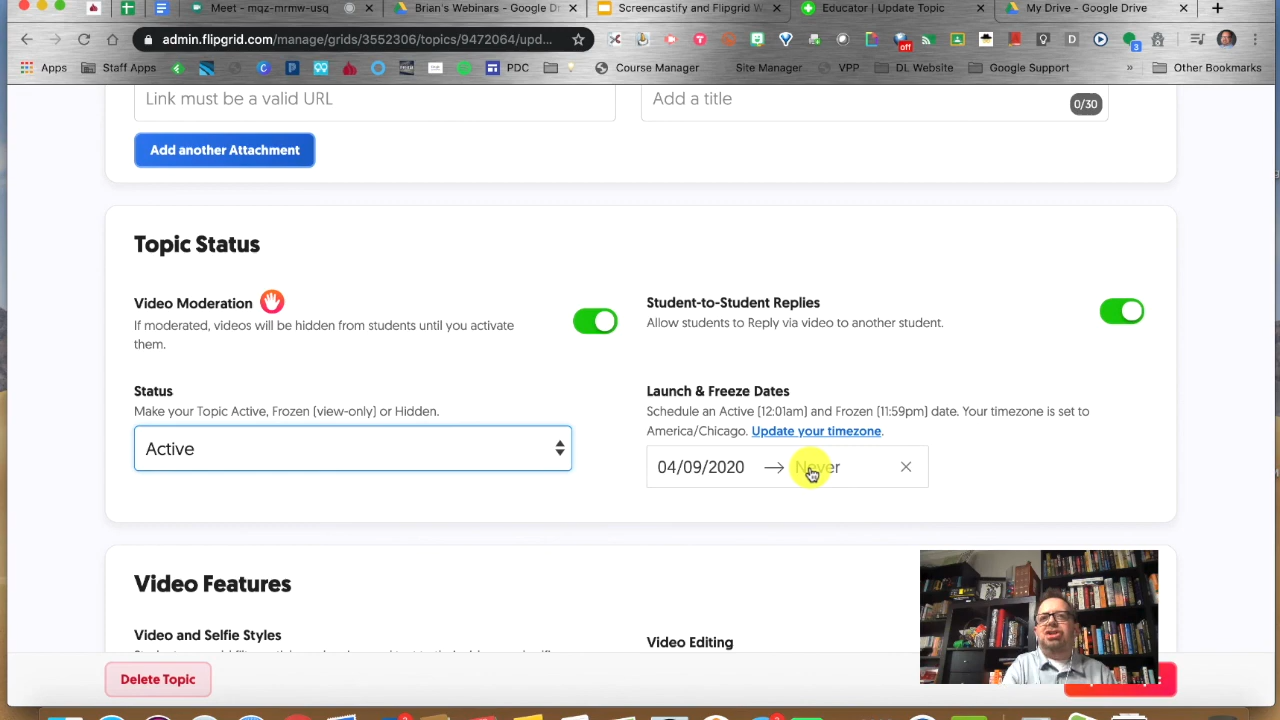 Meet - mqz-mrmw-usq
Brian's Webinars - Google Dr
Screencastify and Flipgrid W
Educator | Update Topic
My Drive - Google Drive
admin.flipgrid.com/manage/grids/3552306/topics/9472064/upd...
off
3
Apps
Staff Apps
PDC
Course Manager
Site Manager
VPP
DL Website
Google Support
»
Other Bookmarks
Link must be a valid URL
Add a title
0/30
Add another Attachment
Topic Status
Video Moderation
If moderated, videos will be hidden from students until you activate
them.
Student-to-Student Replies
Allow students to Reply via video to another student.
Status
Make your Topic Active, Frozen (view-only) or Hidden.
Active
Launch & Freeze Dates
Schedule an Active [12:01am] and Frozen [11:59pm] date. Your timezone is set to
America/Chicago. Update your timezone.
04/09/2020 → Never
Video Features
Video and Selfie Styles
Video Editing
Delete Topic